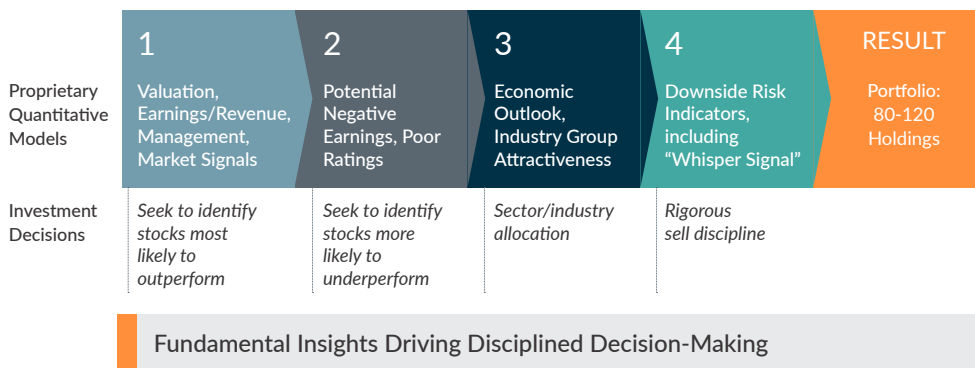 Proprietary
Quantitative
Models
1
Valuation,
Earnings/Revenue,
Management,
Market Signals
2
Potential
Negative
Earnings, Poor
Ratings
3
Economic
Outlook,
Industry Group
Attractiveness
4
Downside Risk
Indicators,
including
“Whisper Signal”
RESULT
Portfolio:
80-120
Holdings
Investment
Decisions
Seek to identify
stocks most
likely to
outperform
Seek to identify
stocks more
likely to
underperform
Sector/industry
allocation
Rigorous
sell discipline
Fundamental Insights Driving Disciplined Decision-Making